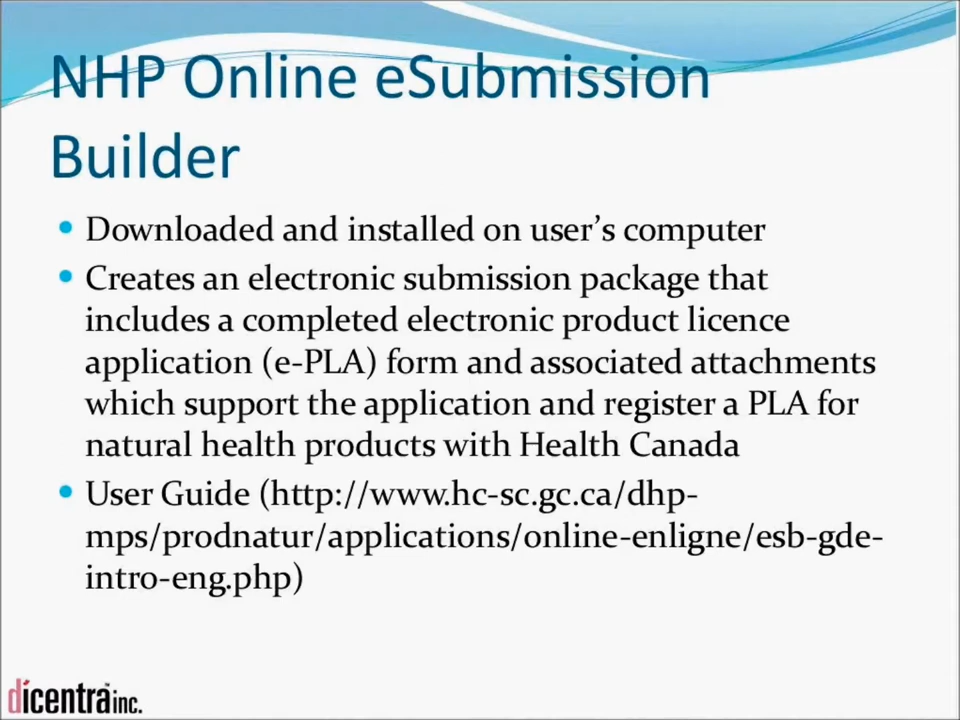 NHP Online eSubmission
Builder
• Downloaded and installed on user’s computer
• Creates an electronic submission package that
includes a completed electronic product licence
application (e-PLA) form and associated attachments
which support the application and register a PLA for
natural health products with Health Canada
• User Guide (http://www.hc-sc.gc.ca/dhp-
mps/prodnatur/applications/online-enligne/esb-gde-
intro-eng.php)
dicentra™ inc.